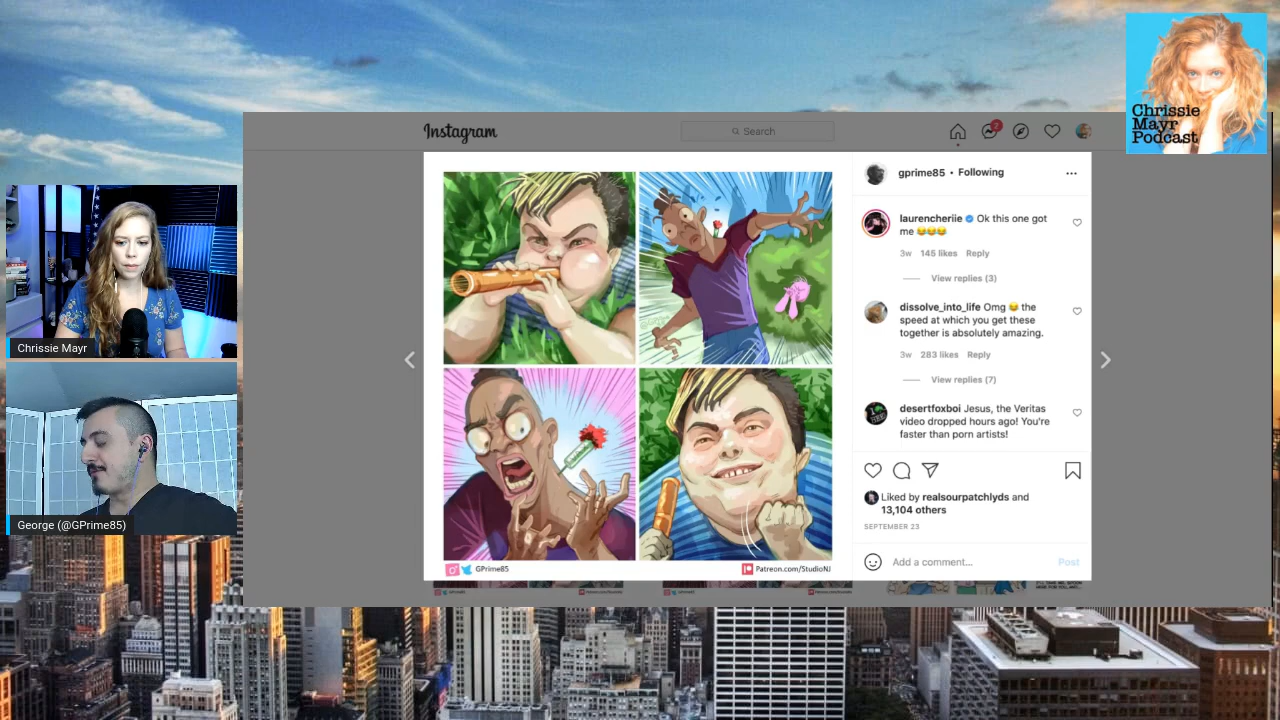 Chrissie
Mayr
Podcast
Instagram
Search
2
gprime85 • Following
laurencheriie Ok this one got
me 😂😂😂
3w 145 likes Reply
View replies (3)
dissolve_into_life Omg 😂 the
speed at which you get these
together is absolutely amazing.
3w 283 likes Reply
View replies (7)
desertfoxboi Jesus, the Veritas
video dropped hours ago! You're
faster than porn artists!
Liked by realsourpatchlyds and
13,104 others
SEPTEMBER 23
Add a comment... Post
GPrime85
Patreon.com/StudioNJ
Chrissie Mayr
George (@GPrime85)